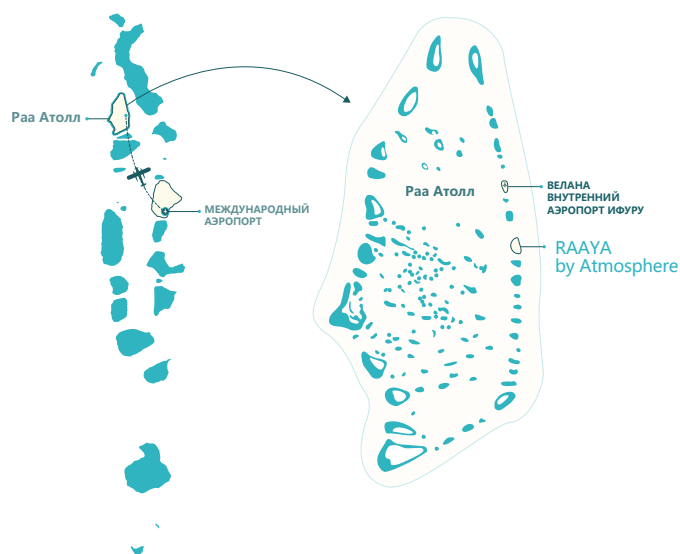 Раа Атолл
МЕЖДУНАРОДНЫЙ
АЭРОПОРТ
Раа Атолл
ВЕЛАНА
ВНУТРЕННИЙ
АЭРОПОРТ ИФУРУ
RAAYA
by Atmosphere